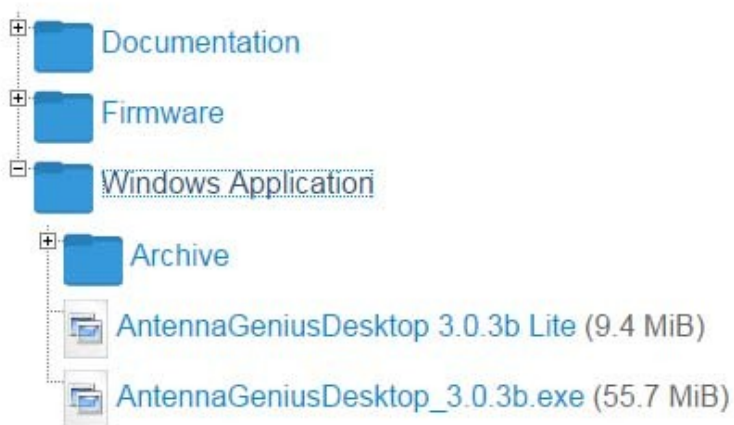 Documentation
Firmware
Windows Application
Archive
AntennaGeniusDesktop 3.0.3b Lite (9.4 MiB)
AntennaGeniusDesktop_3.0.3b.exe (55.7 MiB)